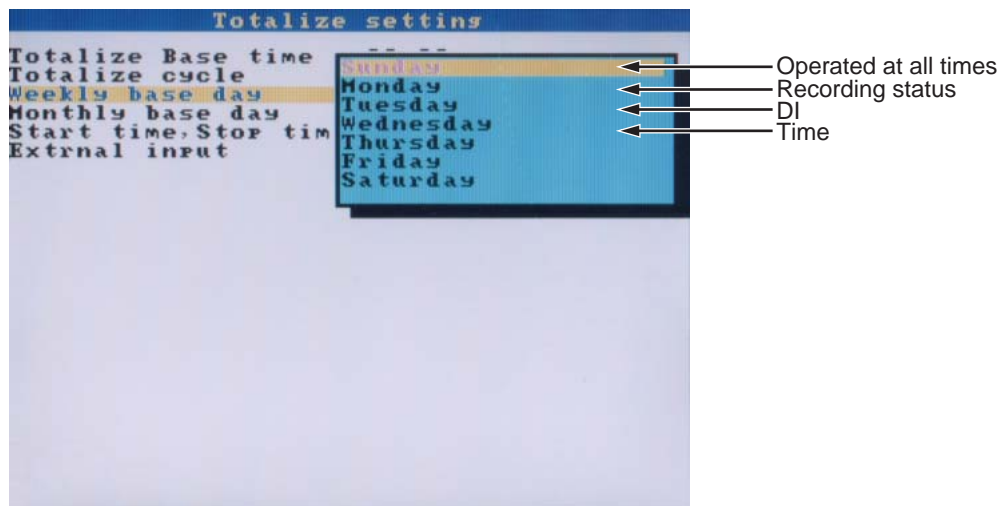 Totalize setting
Totalize Base time -- --
Totalize cycle
Weekly base day
Monthly base day
Start time,Stop tim
Extrnal input
Sunday
Monday
Tuesday
Wednesday
Thursday
Friday
Saturday
Operated at all times
Recording status
DI
Time